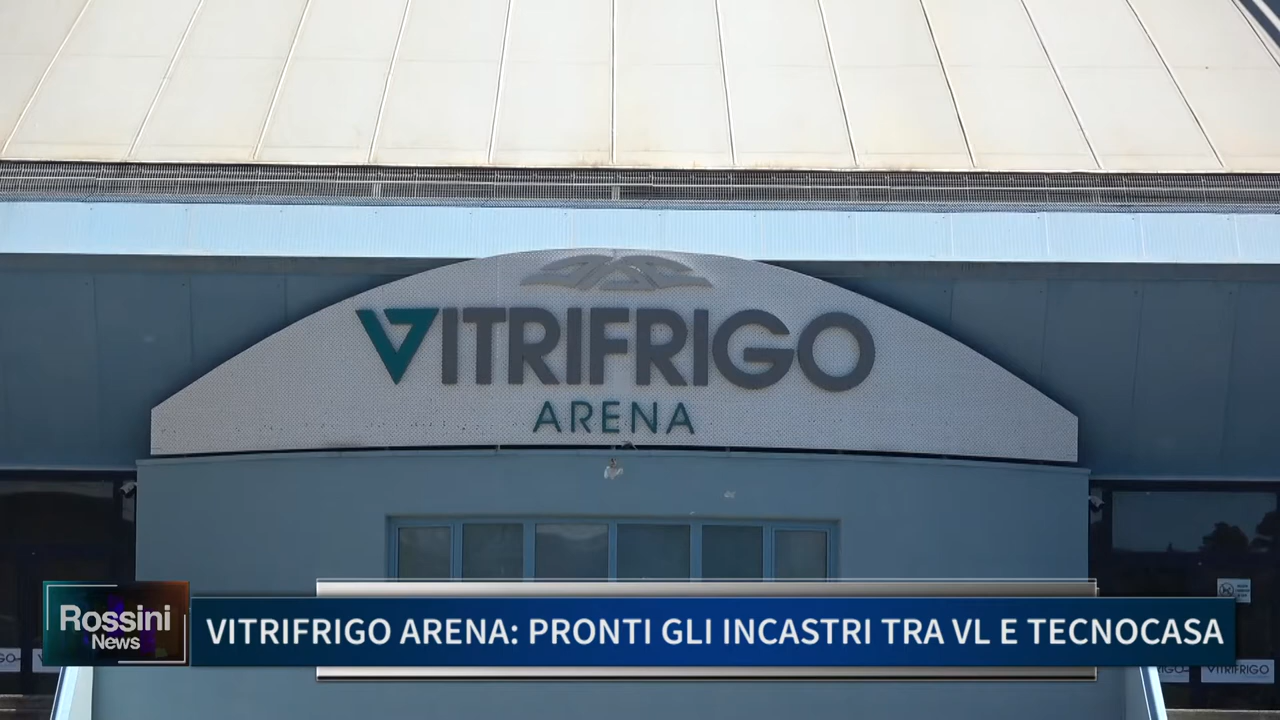 VITRIFRIGO
ARENA
Rossini
News
VITRIFRIGO ARENA: PRONTI GLI INCASTRI TRA VL E TECNOCASA
VITRIFRIGO